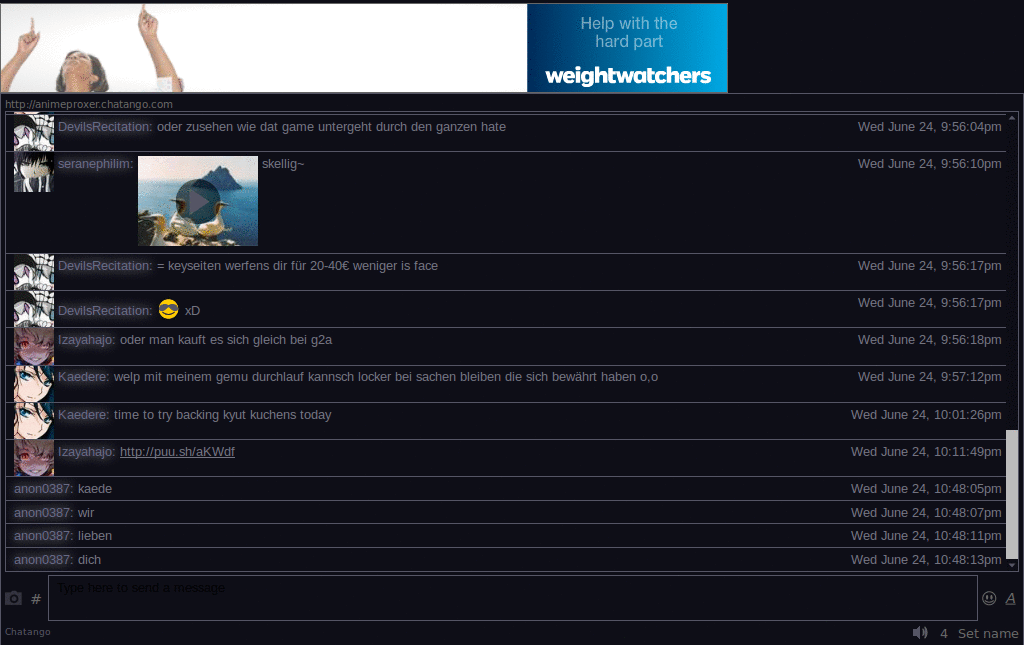 Help with the
hard part
weightwatchers
http://animeproxer.chatango.com
DevilsRecitation: oder zusehen wie dat game untergeht durch den ganzen hate Wed June 24, 9:56:04pm
seranephilim: skellig~ Wed June 24, 9:56:10pm
DevilsRecitation: = keyseiten werfens dir für 20-40€ weniger is face Wed June 24, 9:56:17pm
DevilsRecitation: xD Wed June 24, 9:56:17pm
Izayahajo: oder man kauft es sich gleich bei g2a Wed June 24, 9:56:18pm
Kaedere: welp mit meinem gemu durchlauf kannsch locker bei sachen bleiben die sich bewährt haben o,o Wed June 24, 9:57:12pm
Kaedere: time to try backing kyut kuchens today Wed June 24, 10:01:26pm
Izayahajo: http://puu.sh/aKWdf Wed June 24, 10:11:49pm
anon0387: kaede Wed June 24, 10:48:05pm
anon0387: wir Wed June 24, 10:48:07pm
anon0387: lieben Wed June 24, 10:48:11pm
anon0387: dich Wed June 24, 10:48:13pm
# Type here to send a message A
Chatango 4 Set name